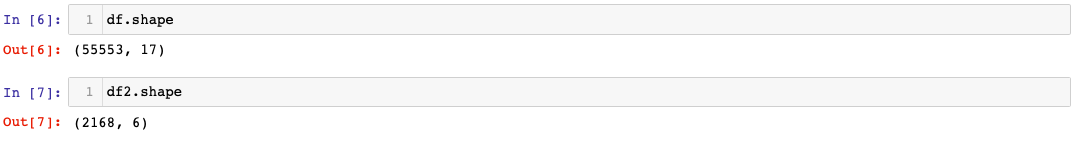 In [6]: 1 df.shape
Out[6]: (55553, 17)
In [7]: 1 df2.shape
Out[7]: (2168, 6)